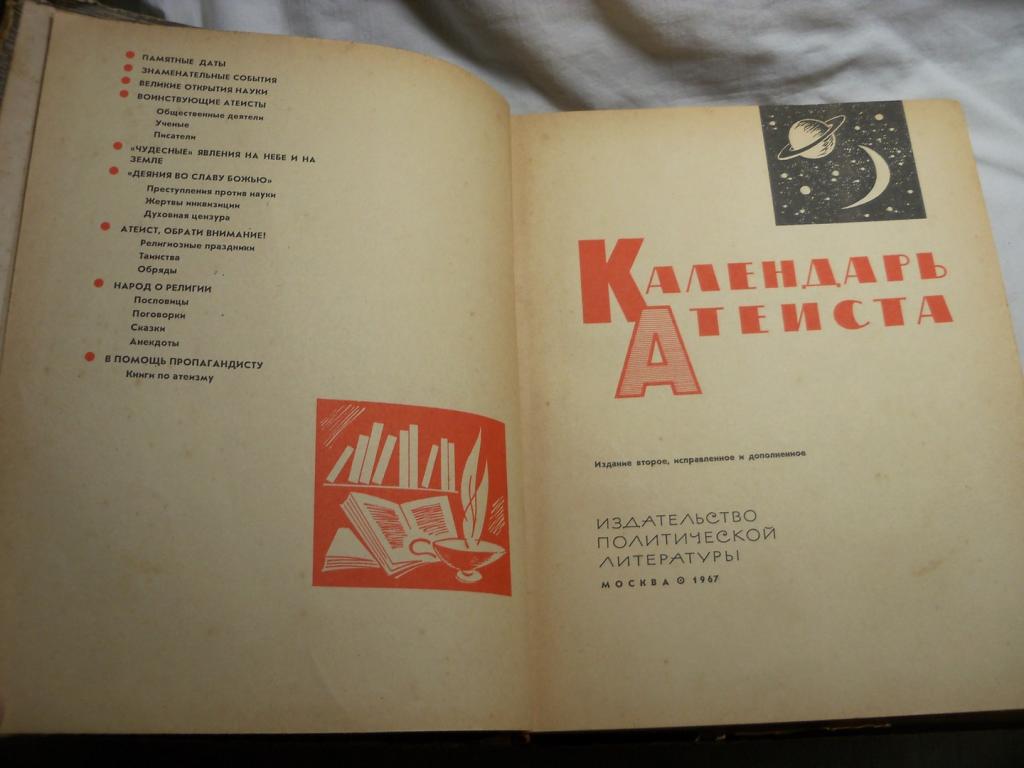 ПАМЯТНЫЕ ДАТЫ
ЗНАМЕНАТЕЛЬНЫЕ СОБЫТИЯ
ВЕЛИКИЕ ОТКРЫТИЯ НАУКИ
ВОИНСТВУЮЩИЕ АТЕИСТЫ
Общественные деятели
Ученые
Писатели
«ЧУДЕСНЫЕ» ЯВЛЕНИЯ НА НЕБЕ И НА
ЗЕМЛЕ
«ДЕЯНИЯ ВО СЛАВУ БОЖЬЮ»
Преступления против науки
Жертвы инквизиции
Духовная цензура
АТЕИСТ, ОБРАТИ ВНИМАНИЕ!
Религиозные праздники
Таинства
Обряды
НАРОД О РЕЛИГИИ
Пословицы
Поговорки
Сказки
Анекдоты
В ПОМОЩЬ ПРОПАГАНДИСТУ
Книги по атеизму
КАЛЕНДАРЬ
АТЕИСТА
Издание второе, исправленное и дополненное
ИЗДАТЕЛЬСТВО
ПОЛИТИЧЕСКОЙ
ЛИТЕРАТУРЫ
МОСКВА 1967